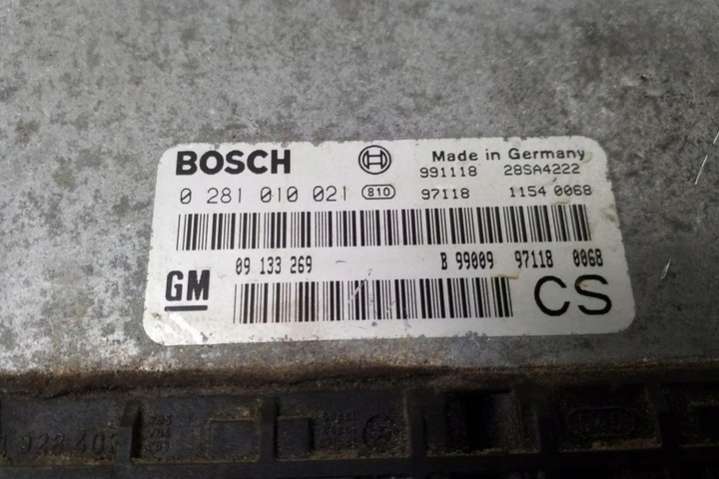 BOSCH Made in Germany
991118 28SA4222
0 281 010 021 810 97118 1154 0068
09 133 269 B 99009 97118 0068
GM CS